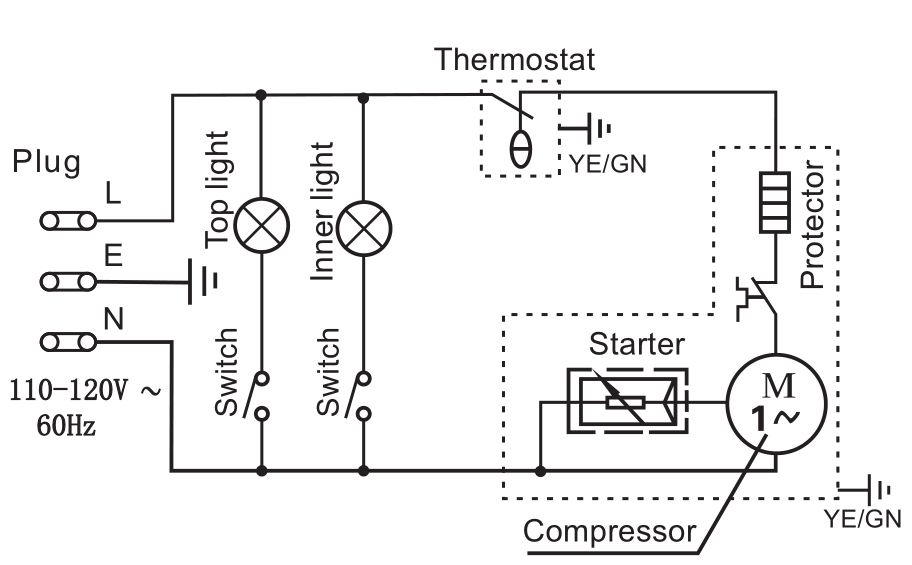 Thermostat
YE/GN
Plug
L
E
N
110-120V ~
60Hz
Top light
Inner light
Switch
Switch
Protector
Starter
M
1 ~
YE/GN
Compressor